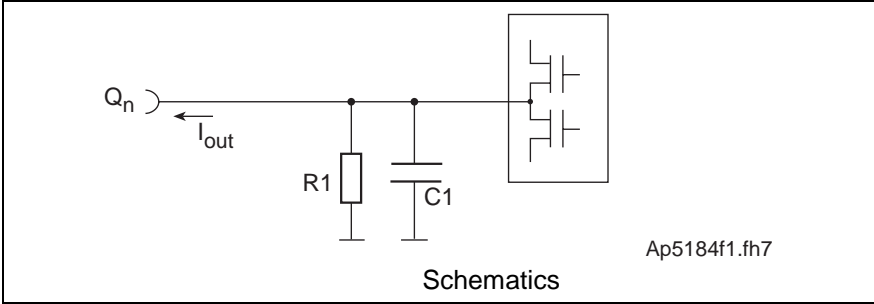 Qn
Iout
R1
C1
Ap5184f1.fh7
Schematics